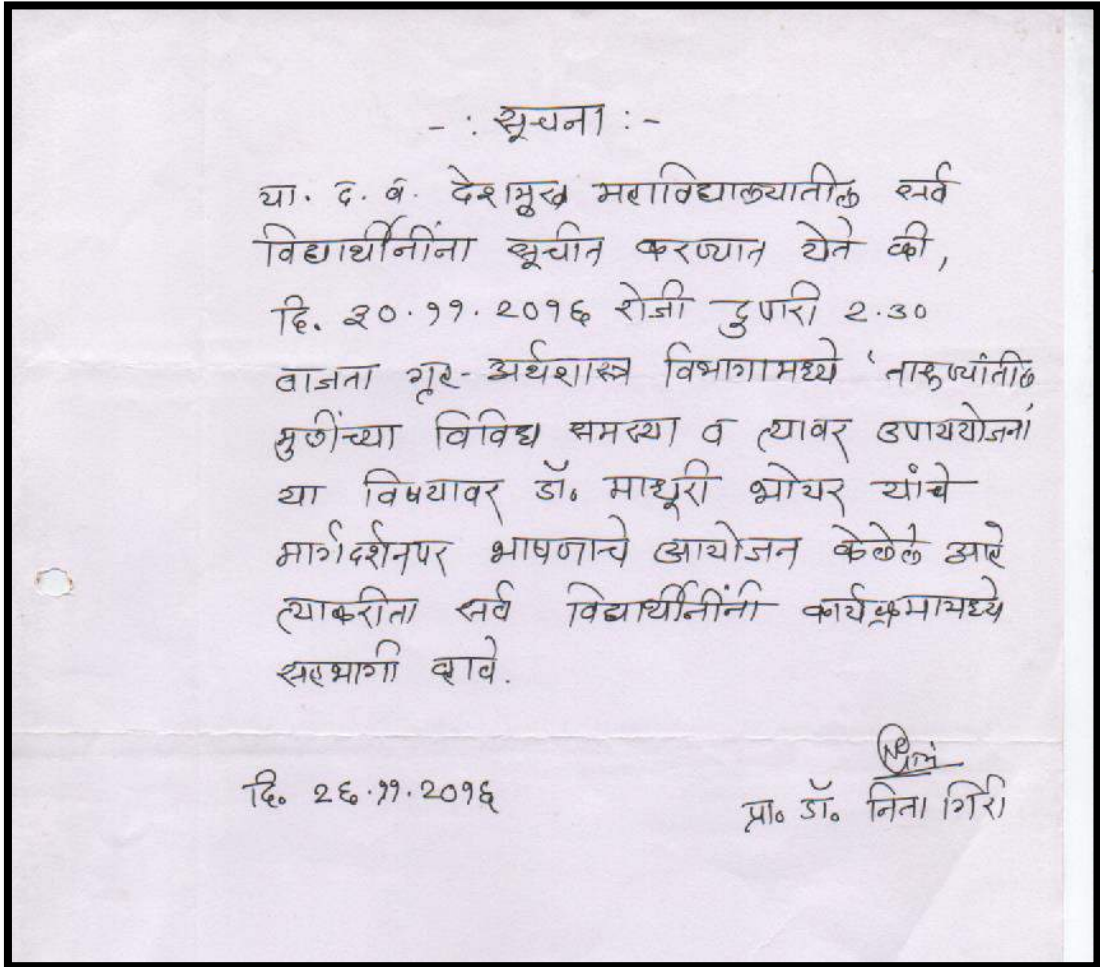 - : सूचना : -
या. द. व. देशमुख महाविद्यालयातील सर्व
विद्यार्थीनींना सूचीत करण्यात येते की,
दि. ३०.११.२०१६ रोजी दुपारी २.३०
वाजता गृह-अर्थशास्त्र विभागामध्ये 'तारूण्यांतील
मुलींच्या विविध समस्या व त्यावर उपाययोजना'
या विषयावर डॉ. माधूरी भोयर यांचे
मार्गदर्शनपर भाषणाचे आयोजन केलेले आहे
त्याकरीता सर्व विद्यार्थीनींनी कार्यक्रमामध्ये
सहभागी व्हावे.
दि. २६.११.२०१६
प्रा. डॉ. निता गिरी